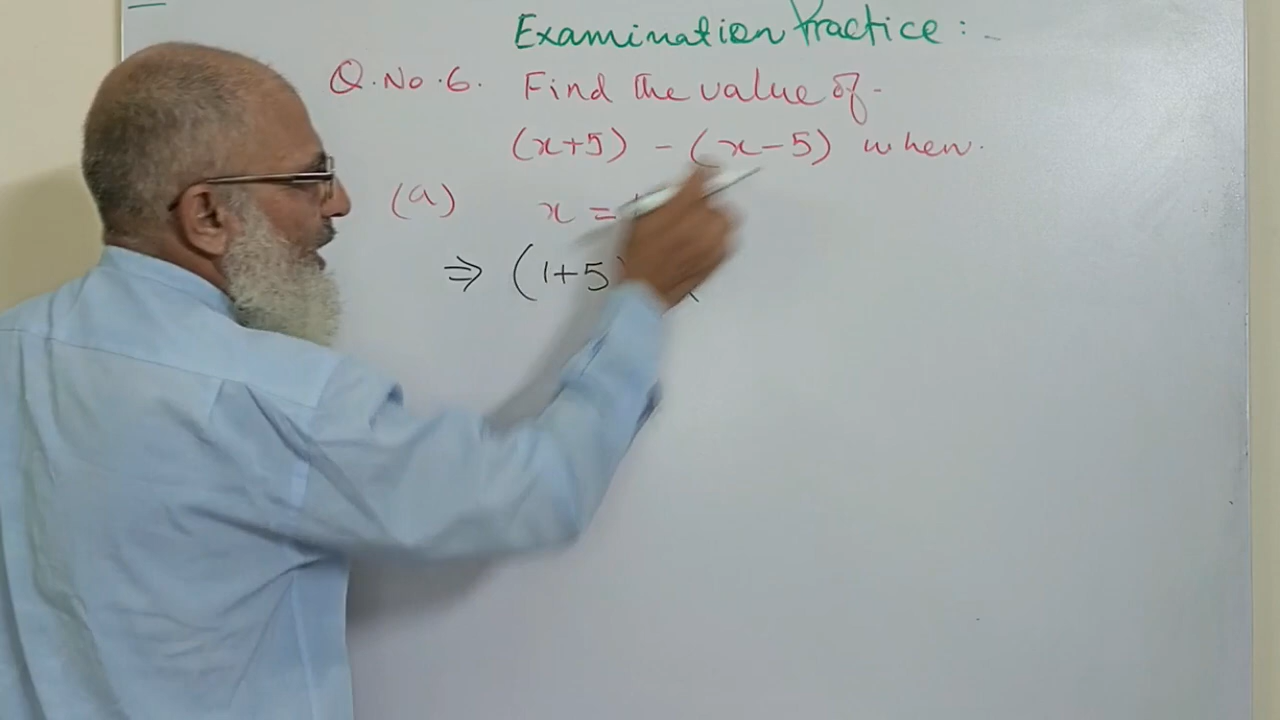 Examination Practice :-
Q.No.6. Find the value of-
(x+5) - (x-5) when.
(a) x =
⇒ (1+5)